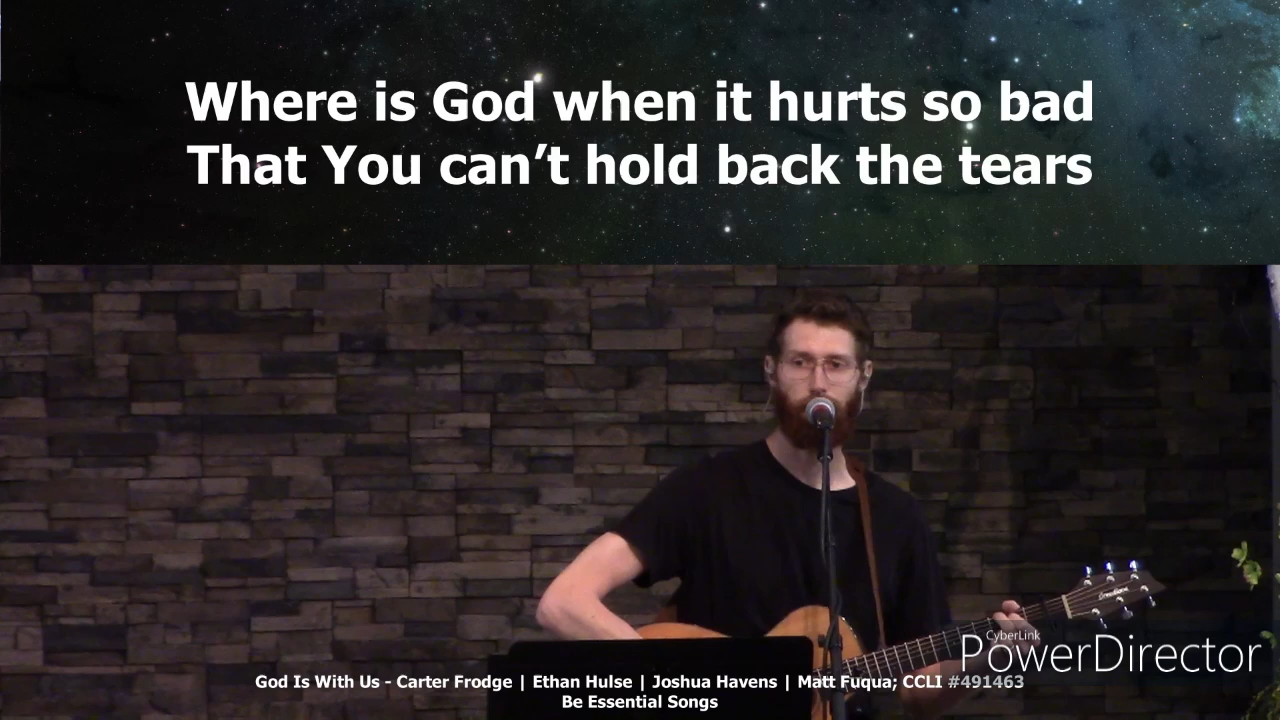 Where is God when it hurts so bad
That You can’t hold back the tears
CyberLink
PowerDirector
God Is With Us - Carter Frodge | Ethan Hulse | Joshua Havens | Matt Fuqua; CCLI #491463
Be Essential Songs